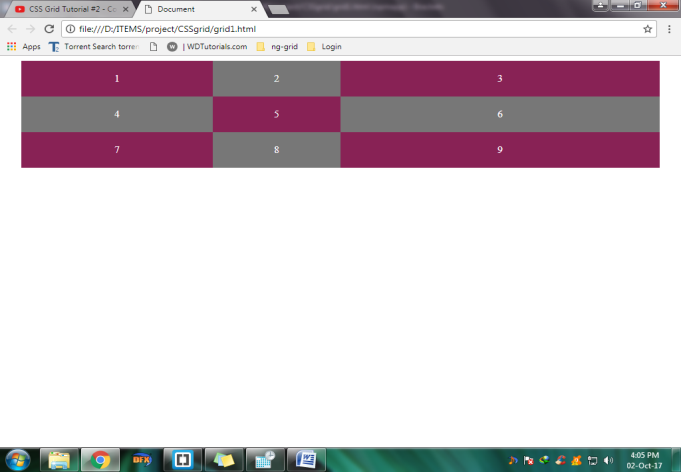 CSS Grid Tutorial #2 - Co
Document
file:///D:/ITEMS/project/CSSgrid/grid1.html
Apps Torrent Search torren | WDTutorials.com ng-grid Login
1 2 3
4 5 6
7 8 9
4:05 PM
02-Oct-17